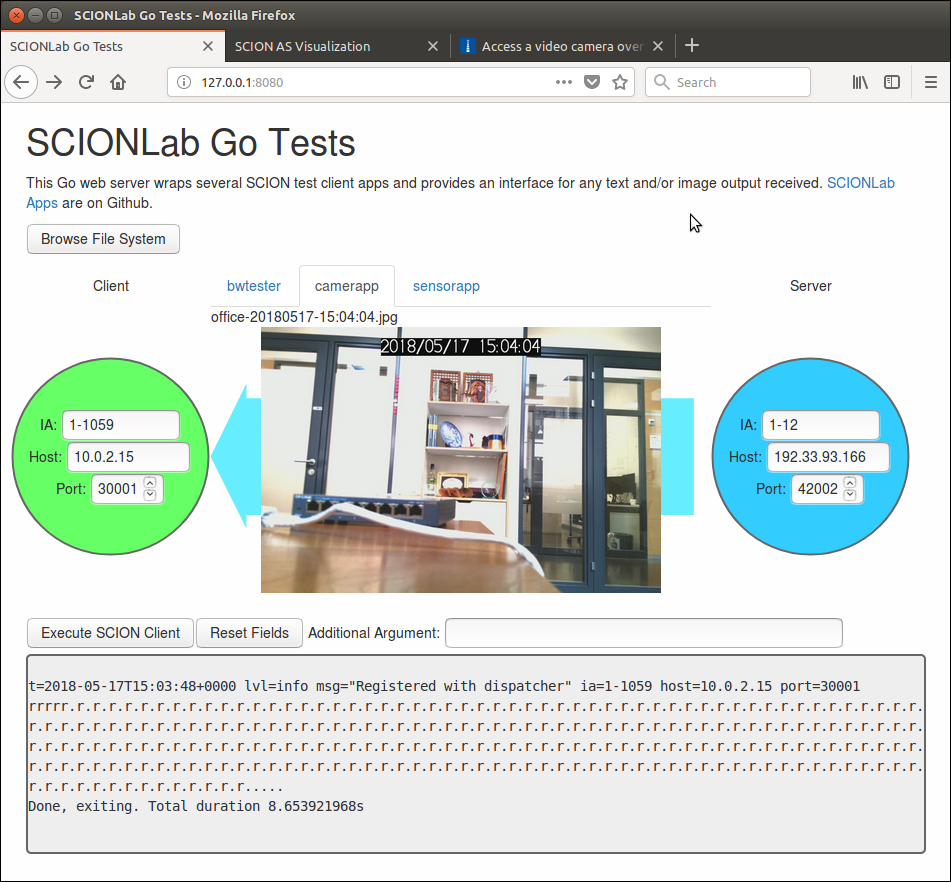 SCIONLab Go Tests - Mozilla Firefox
SCIONLab Go Tests
SCION AS Visualization
Access a video camera over
127.0.0.1:8080
Search
SCIONLab Go Tests
This Go web server wraps several SCION test client apps and provides an interface for any text and/or image output received. SCIONLab
Apps are on Github.
Browse File System
Client
bwtester
camerapp
sensorapp
Server
office-20180517-15:04:04.jpg
2018/05/17 15:04:04
IA: 1-1059
Host: 10.0.2.15
Port: 30001
IA: 1-12
Host: 192.33.93.166
Port: 42002
Execute SCION Client
Reset Fields
Additional Argument:
t=2018-05-17T15:03:48+0000 lvl=info msg="Registered with dispatcher" ia=1-1059 host=10.0.2.15 port=30001
rrrrr.r.r.r.r.r.r.r.r.r.r.r.r.r.r.r.r.r.r.r.r.r.r.r.r.r.r.r.r.r.r.r.r.r.r.r.r.r.r.r.r.r.r.r.r.r.r.r.r.
r.r.r.r.r.r.r.r.r.r.r.r.r.r.r.r.r.r.r.r.r.r.r.r.r.r.r.r.r.r.r.r.r.r.r.r.r.r.r.r.r.r.r.r.r.r.r.r.r.r.r.
r.r.r.r.r.r.r.r.r.r.r.r.r.r.r.r.r.r.r.r.r.r.r.r.r.r.r.r.r.r.r.r.r.r.r.r.r.r.r.r.r.r.r.r.r.r.r.r.r.r.r.
r.r.r.r.r.r.r.r.r.r.r.r.r.r.r.r.r.r.r.r.r.r.r.r.r.r.r.r.r.r.r.r.r.r.r.r.r.r.r.r.r.r.r.r.r.r.r.r.r.r.r.
r.r.r.r.r.r.r.r.r.r.r.r.r.....
Done, exiting. Total duration 8.653921968s